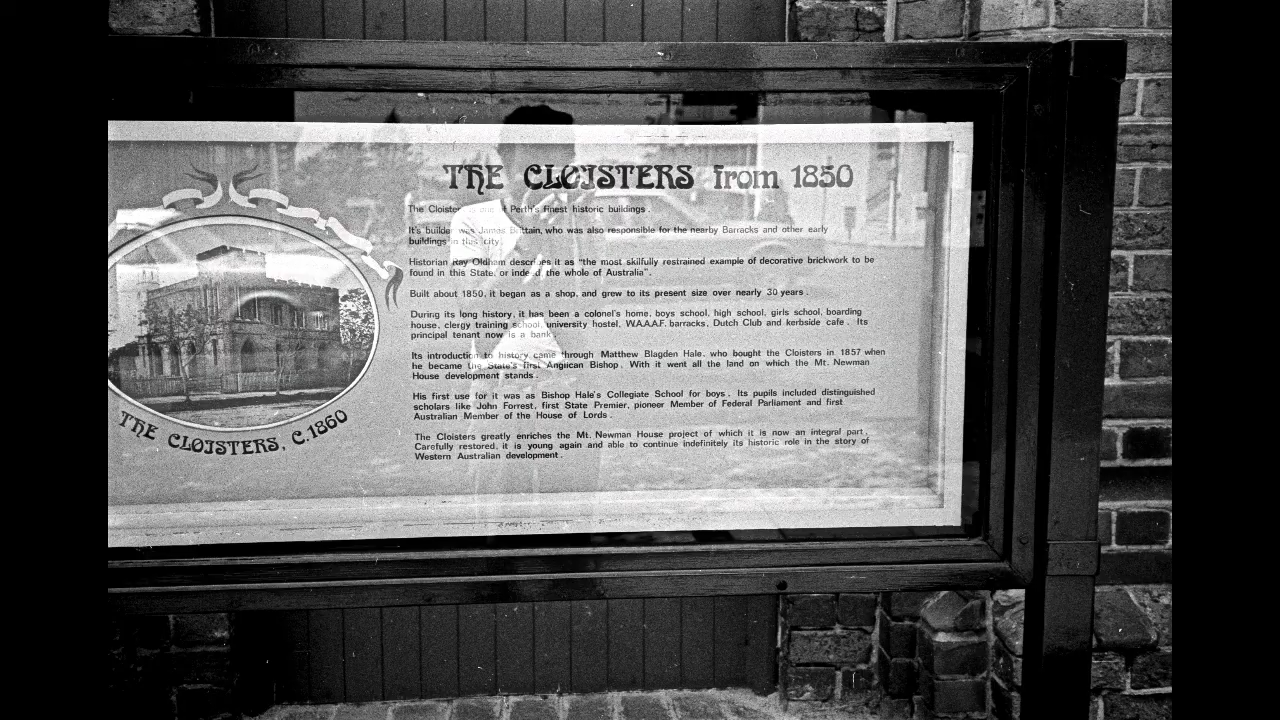 THE CLOISTERS from 1850
The Cloisters is one of Perth's finest historic buildings.
It's builder was James Brittain, who was also responsible for the nearby Barracks and other early
buildings in this city.
Historian Ray Oldham describes it as "the most skilfully restrained example of decorative brickwork to be
found in this State, or indeed, the whole of Australia".
Built about 1850, it began as a shop, and grew to its present size over nearly 30 years.
During its long history, it has been a colonel's home, boys school, high school, girls school, boarding
house, clergy training school, university hostel, W.A.A.A.F. barracks, Dutch Club and kerbside cafe. Its
principal tenant now is a bank.
Its introduction to history came through Matthew Blagden Hale, who bought the Cloisters in 1857 when
he became the State's first Anglican Bishop. With it went all the land on which the Mt. Newman
House development stands.
His first use for it was as Bishop Hale's Collegiate School for boys. Its pupils included distinguished
scholars like John Forrest, first State Premier, pioneer Member of Federal Parliament and first
Australian Member of the House of Lords.
The Cloisters greatly enriches the Mt. Newman House project of which it is now an integral part.
Carefully restored, it is young again and able to continue indefinitely its historic role in the story of
Western Australian development.
THE CLOISTERS, C.1860